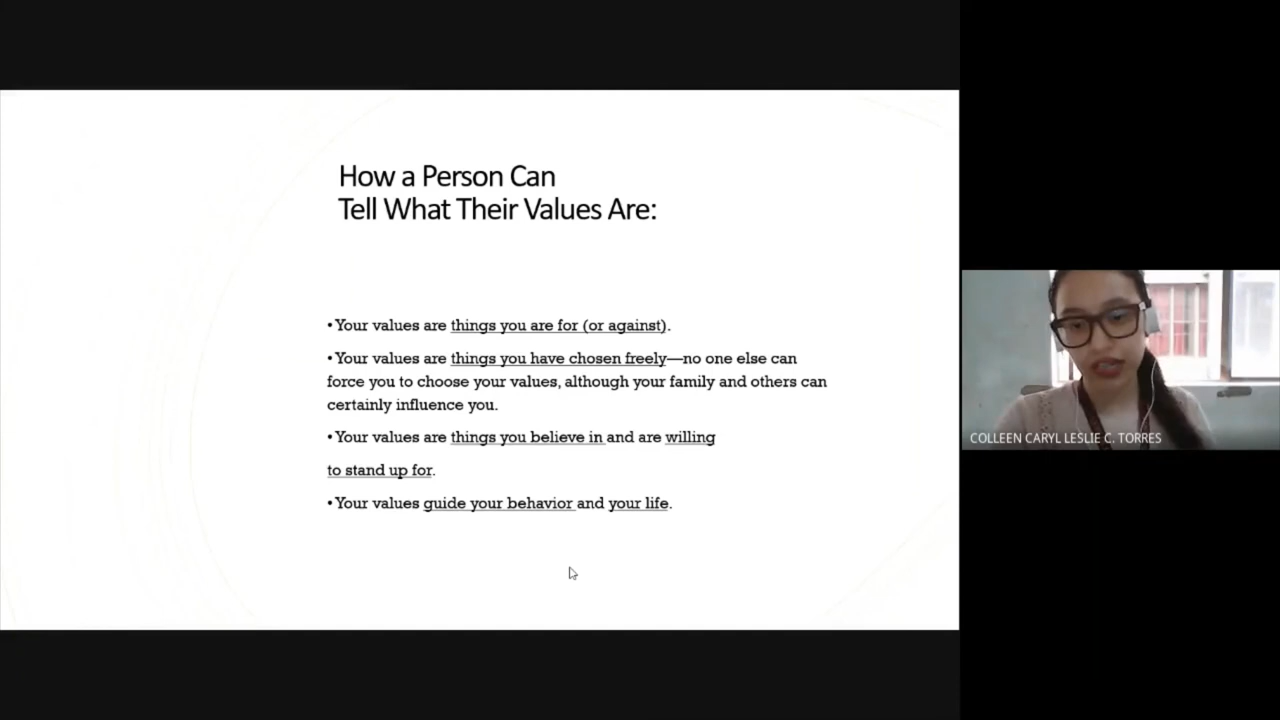 How a Person Can
Tell What Their Values Are:
•Your values are things you are for (or against).
•Your values are things you have chosen freely—no one else can
force you to choose your values, although your family and others can
certainly influence you.
•Your values are things you believe in and are willing
to stand up for.
•Your values guide your behavior and your life.
COLLEEN CARYL LESLIE C. TORRES